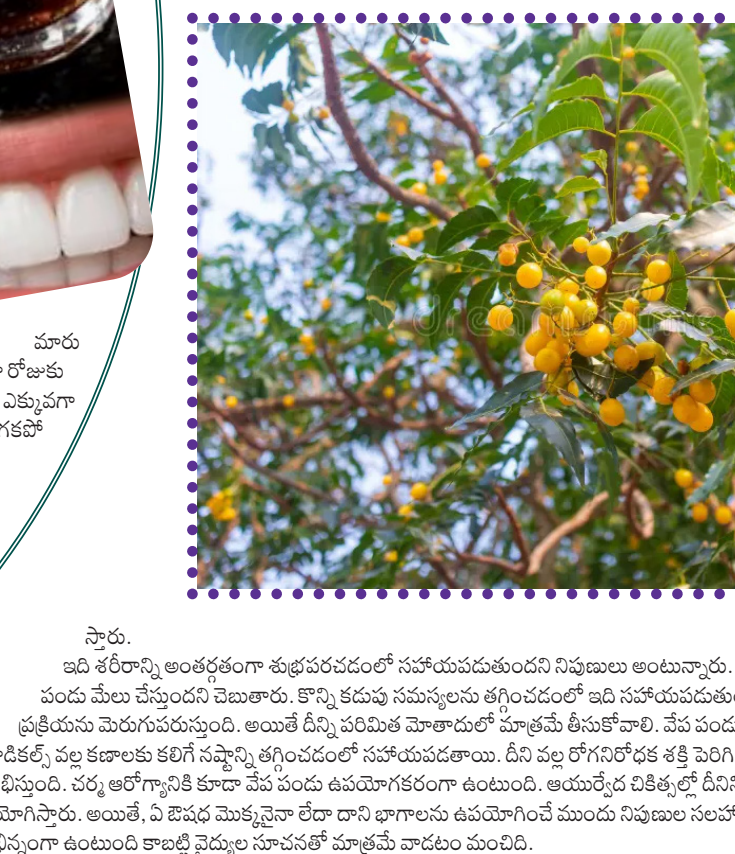 మారు
రోజుకు
ఎక్కువగా
గకపో
dreamstime
స్తారు.
ఇది శరీరాన్ని అంతర్గతంగా శుభ్రపరచడంలో సహాయపడుతుందని నిపుణులు అంటున్నారు.
పండు మేలు చేస్తుందని చెబుతారు. కొన్ని కడుపు సమస్యలను తగ్గించడంలో ఇది సహాయపడుతుం
ప్రక్రియను మెరుగుపరుస్తుంది. అయితే దీన్ని పరిమిత మోతాదులో మాత్రమే తీసుకోవాలి. వేప పండు
డికల్స్ వల్ల కణాలకు కలిగే నష్టాన్ని తగ్గించడంలో సహాయపడతాయి. దీని వల్ల రోగనిరోధక శక్తి పెరిగి
భిస్తుంది. చర్మ ఆరోగ్యానికి కూడా వేప పండు ఉపయోగకరంగా ఉంటుంది. ఆయుర్వేద చికిత్సల్లో దీనిని
యోగిస్తారు. అయితే, ఏ ఔషధ మొక్కనైనా లేదా దాని భాగాలను ఉపయోగించే ముందు నిపుణుల సలహా
భిన్నంగా ఉంటుంది కాబట్టి వైద్యుల సూచనతో మాత్రమే వాడటం మంచిది.